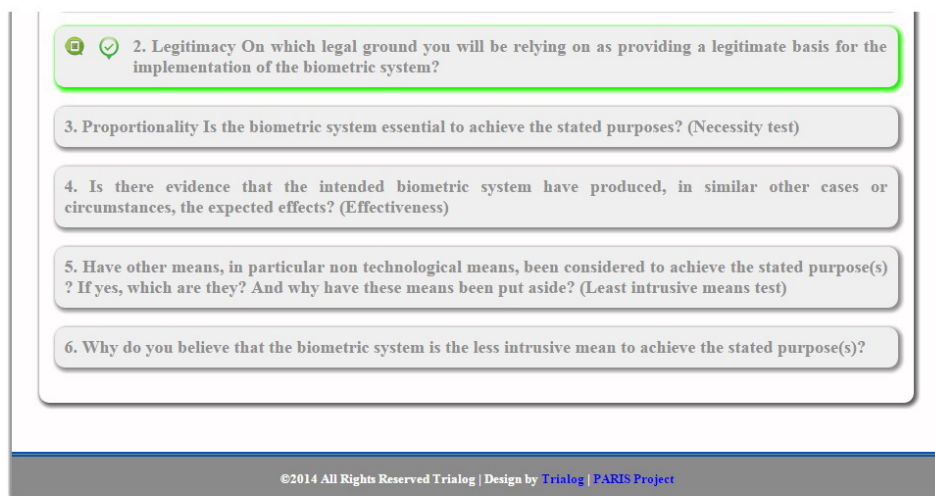 2. Legitimacy On which legal ground you will be relying on as providing a legitimate basis for the
implementation of the biometric system?
3. Proportionality Is the biometric system essential to achieve the stated purposes? (Necessity test)
4. Is there evidence that the intended biometric system have produced, in similar other cases or
circumstances, the expected effects? (Effectiveness)
5. Have other means, in particular non technological means, been considered to achieve the stated purpose(s)
? If yes, which are they? And why have these means been put aside? (Least intrusive means test)
6. Why do you believe that the biometric system is the less intrusive mean to achieve the stated purpose(s)?
©2014 All Rights Reserved Trialog | Design by Trialog | PARIS Project